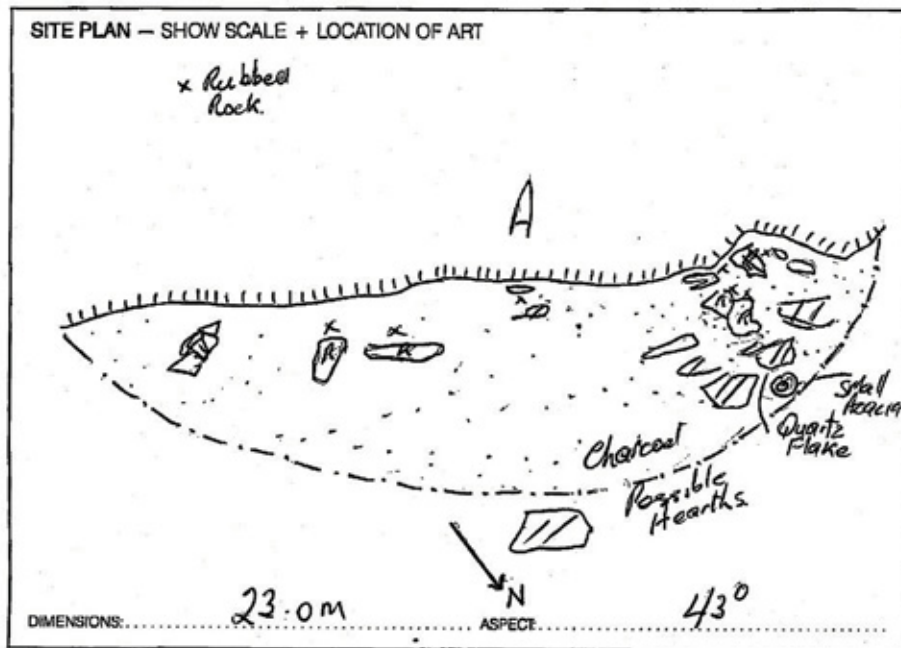 SITE PLAN — SHOW SCALE + LOCATION OF ART
x Rubbed
Rock.
A
x
x
R
x
R
Small
Acacia
Quartz
Flake
Charcoal
Possible
Hearths
N
DIMENSIONS: 23.0M ASPECT: 43°